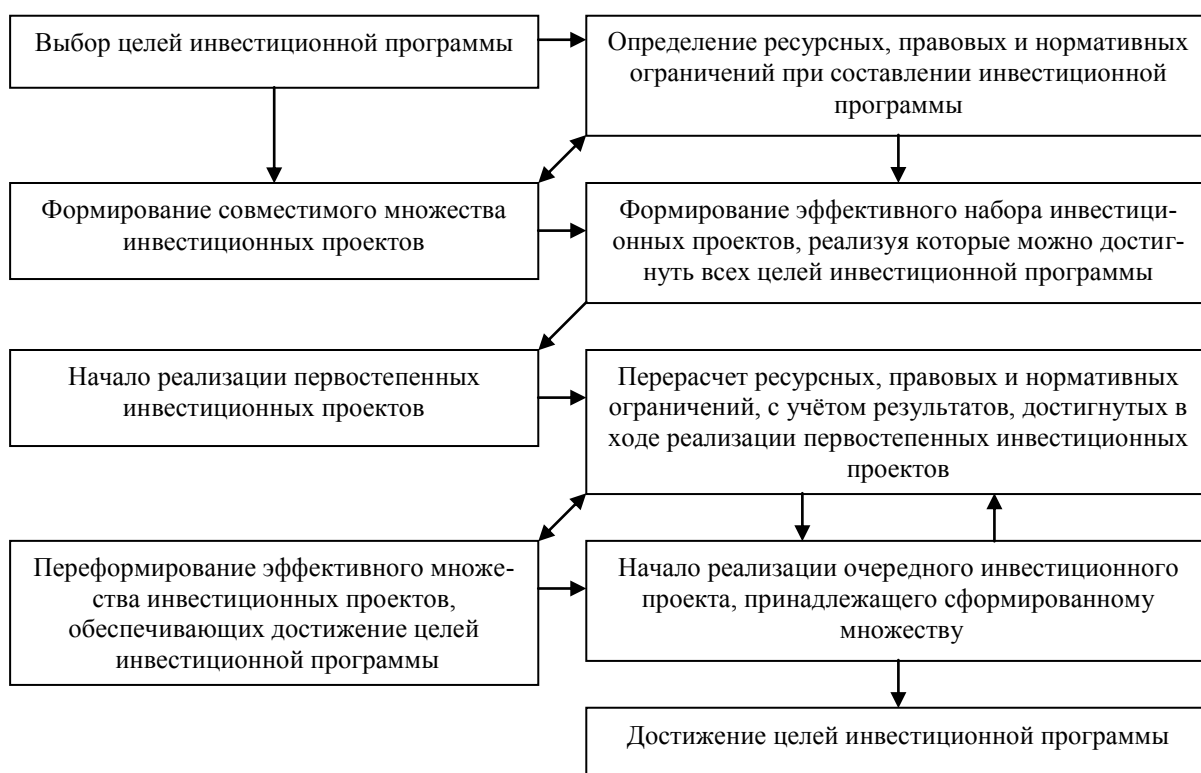 Выбор целей инвестиционной программы
Определение ресурсных, правовых и нормативных
ограничений при составлении инвестиционной
программы
Формирование совместимого множества
инвестиционных проектов
Формирование эффективного набора инвестици-
онных проектов, реализуя которые можно достиг-
нуть всех целей инвестиционной программы
Начало реализации первостепенных
инвестиционных проектов
Перерасчет ресурсных, правовых и нормативных
ограничений, с учётом результатов, достигнутых в
ходе реализации первостепенных инвестиционных
проектов
Переформирование эффективного множе-
ства инвестиционных проектов,
обеспечивающих достижение целей
инвестиционной программы
Начало реализации очередного инвестиционного
проекта, принадлежащего сформированному
множеству
Достижение целей инвестиционной программы